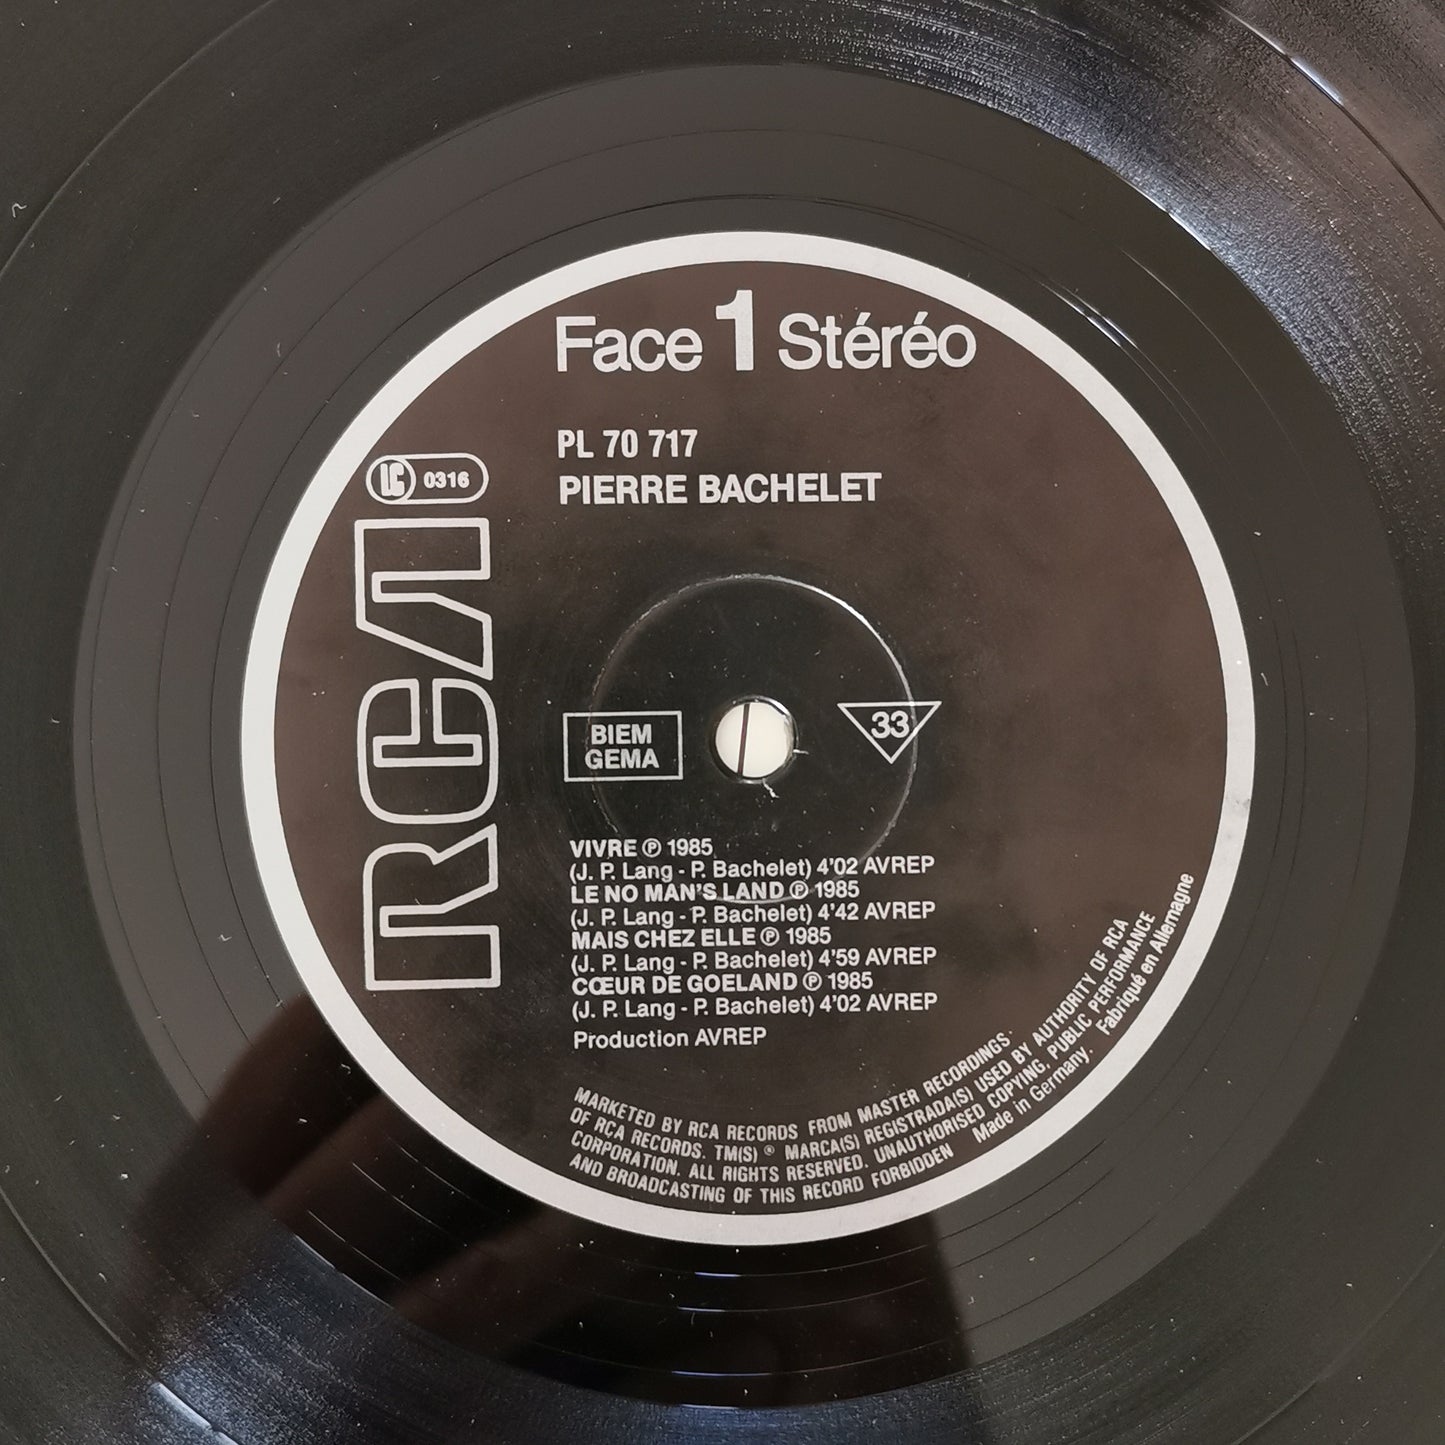 Face 1 Stéréo
PL 70 717
PIERRE BACHELET
LC 0316
RCA
BIEM
GEMA
33
VIVRE ℗ 1985
(J. P. Lang - P. Bachelet) 4'02 AVREP
LE NO MAN'S LAND ℗ 1985
(J. P. Lang - P. Bachelet) 4'42 AVREP
MAIS CHEZ ELLE ℗ 1985
(J. P. Lang - P. Bachelet) 4'59 AVREP
CŒUR DE GOELAND ℗ 1985
(J. P. Lang - P. Bachelet) 4'02 AVREP
Production AVREP
MARKETED BY RCA RECORDS FROM MASTER RECORDINGS
OF RCA RECORDS. TM(S) ® MARCA(S) REGISTRADA(S) USED BY AUTHORITY OF RCA
CORPORATION. ALL RIGHTS RESERVED. UNAUTHORISED COPYING, PUBLIC PERFORMANCE
AND BROADCASTING OF THIS RECORD FORBIDDEN Made in Germany. Fabriqué en Allemagne